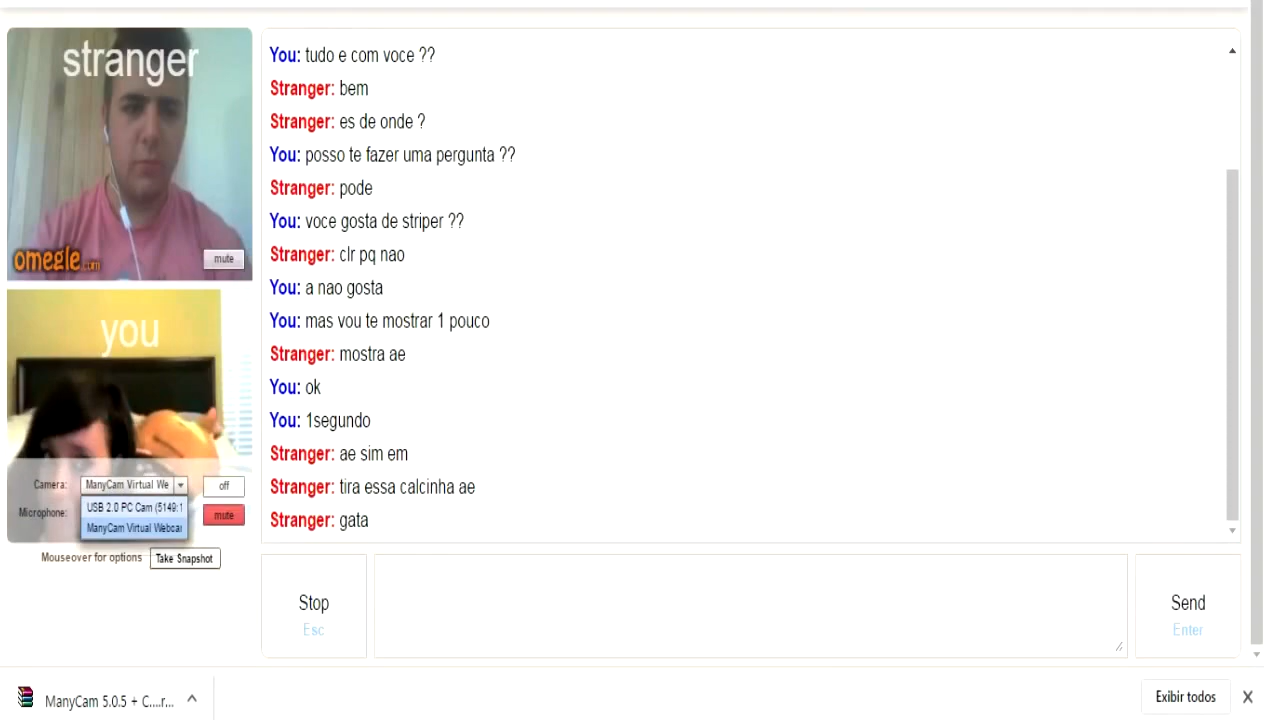 stranger
omegle.com
mute
you
Camera:
ManyCam Virtual We
off
Microphone:
USB 2.0 PC Cam (5149:1
mute
ManyCam Virtual Webcai
Mouseover for options
Take Snapshot
You: tudo e com voce ??
Stranger: bem
Stranger: es de onde ?
You: posso te fazer uma pergunta ??
Stranger: pode
You: voce gosta de striper ??
Stranger: clr pq nao
You: a nao gosta
You: mas vou te mostrar 1 pouco
Stranger: mostra ae
You: ok
You: 1segundo
Stranger: ae sim em
Stranger: tira essa calcinha ae
Stranger: gata
Stop
Esc
Send
Enter
ManyCam 5.0.5 + C....r...
Exibir todos